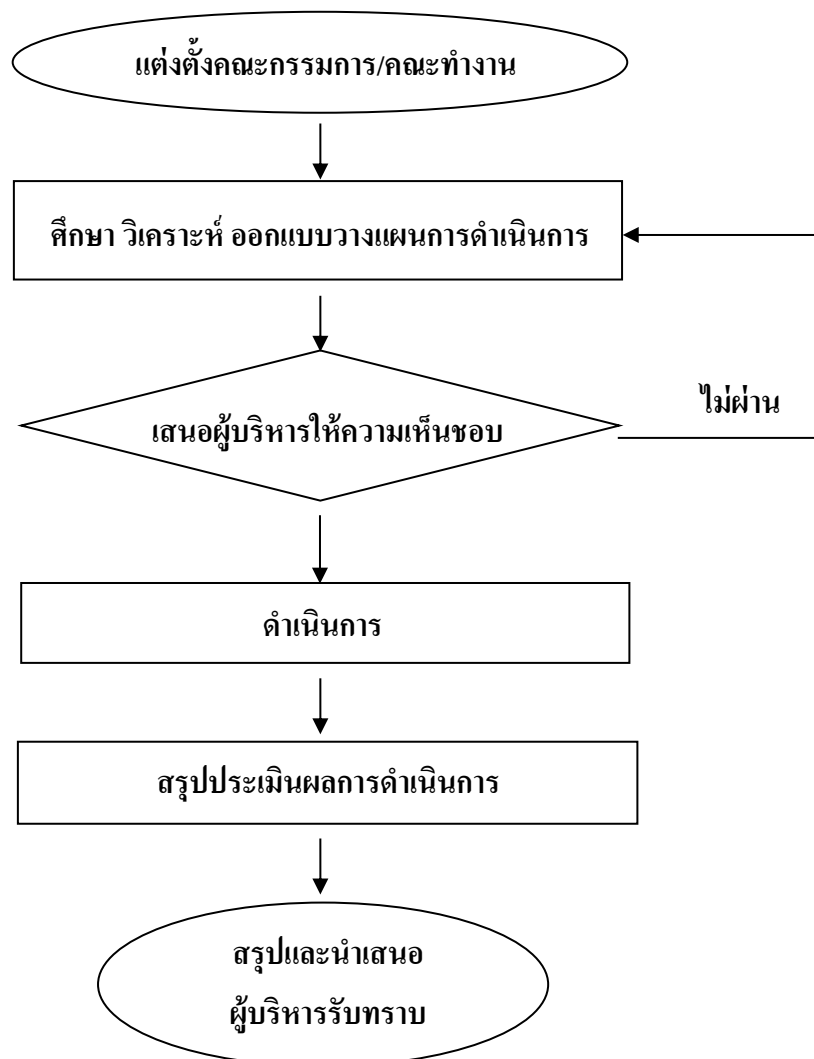 แต่งตั้งคณะกรรมการ/คณะทำงาน
ศึกษา วิเคราะห์ ออกแบบวางแผนการดำเนินการ
เสนอผู้บริหารให้ความเห็นชอบ
ไม่ผ่าน
ดำเนินการ
สรุปประเมินผลการดำเนินการ
สรุปและนำเสนอ
ผู้บริหารรับทราบ